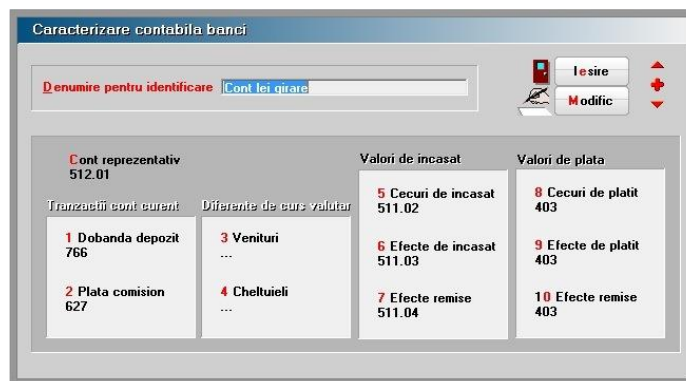 Caracterizare contabila banci
Denumire pentru identificare Cont lei girare
Iesire
Modific
Cont reprezentativ
512.01
Tranzactii cont curent
1 Dobanda depozit
766
2 Plata comision
627
Diferente de curs valutar
3 Venituri
...
4 Cheltuieli
...
Valori de incasat
5 Cecuri de incasat
511.02
6 Efecte de incasat
511.03
7 Efecte remise
511.04
Valori de plata
8 Cecuri de platit
403
9 Efecte de platit
403
10 Efecte remise
403